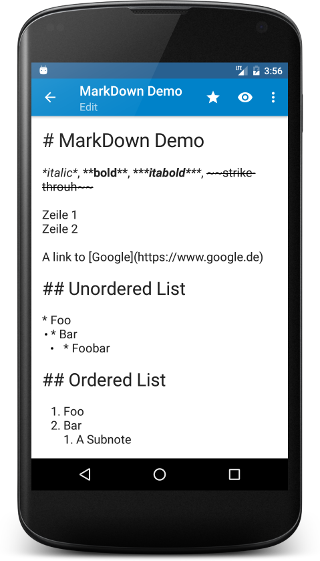 LTE 3:56
MarkDown Demo
Edit
# MarkDown Demo
*italic*, **bold**, ***itabold***, ~~strike-
throuh~~
Zeile 1
Zeile 2
A link to [Google](https://www.google.de)
## Unordered List
* Foo
• * Bar
• * Foobar
## Ordered List
1. Foo
2. Bar
1. A Subnote